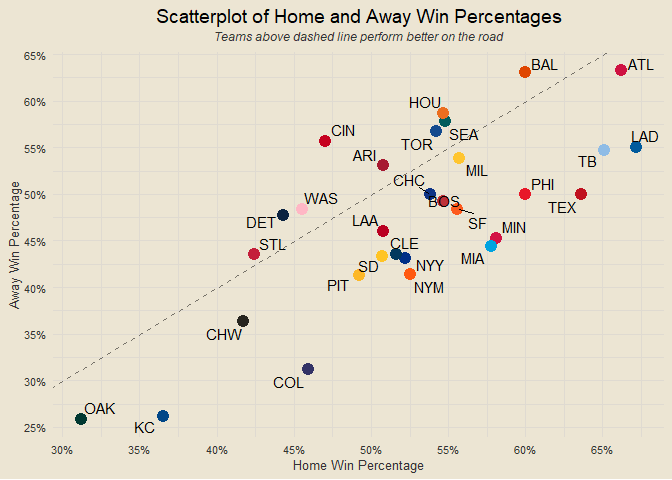 Scatterplot of Home and Away Win Percentages
Teams above dashed line perform better on the road
65%
60%
55%
50%
45%
40%
35%
30%
25%
Away Win Percentage
BAL
ATL
HOU
CIN
SEA
TOR
LAD
ARI
TB
MIL
CHC
PHI
WAS
BOS
TEX
DET
LAA
SF
MIN
STL
CLE
MIA
SD
NYY
PIT
NYM
CHW
COL
OAK
KC
30%
35%
40%
45%
50%
55%
60%
65%
Home Win Percentage